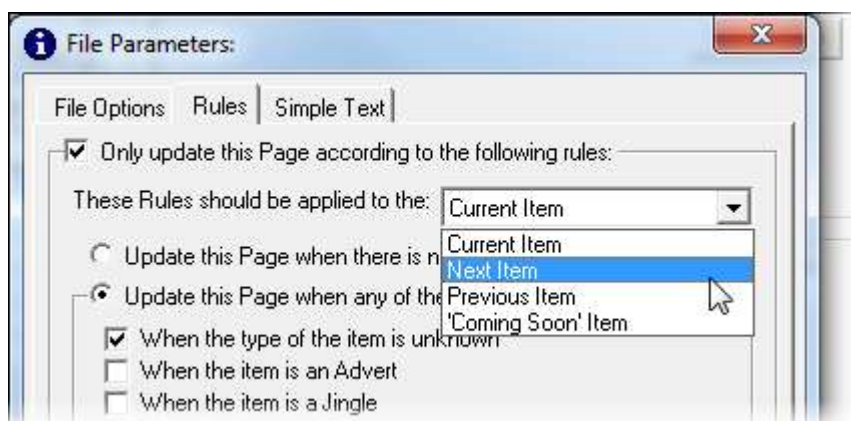 File Parameters:
File Options Rules Simple Text
Only update this Page according to the following rules:
These Rules should be applied to the: Current Item
Current Item
Update this Page when there is
Next Item
Update this Page when any of the
Previous Item
'Coming Soon' Item
When the type of the item is unknown
When the item is an Advert
When the item is a Jingle